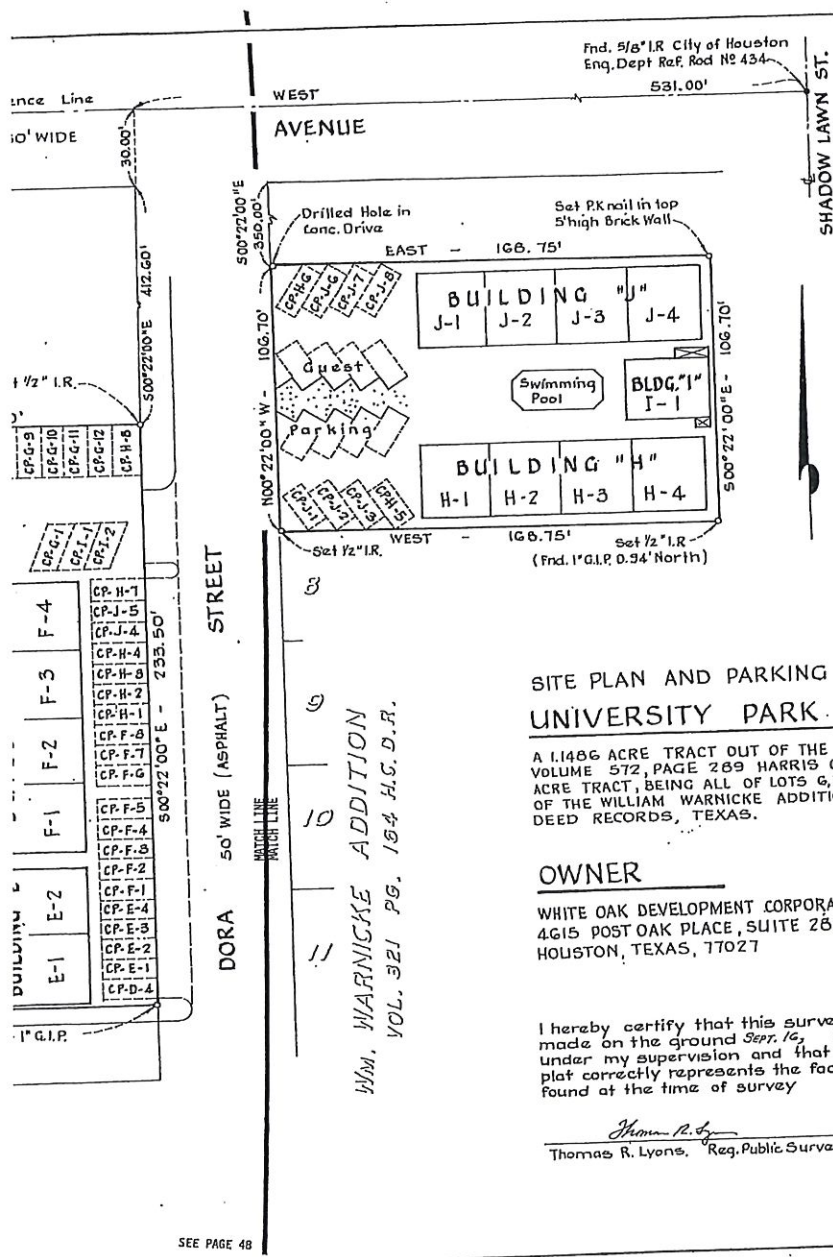 Fnd. 5/8" I.R City of Houston
Eng. Dept Ref. Rod Nº 434
531.00'
SHADOW LAWN ST.
ence Line
WEST
AVENUE
30.00'
S00°22'00"E
350.00'
Drilled Hole in
Conc. Drive
Set P.K nail in top
5' high Brick Wall
EAST - 168.75'
CP-H-6
CP-J-6
CP-J-7
CP-J-8
BUILDING "J"
J-1 J-2 J-3 J-4
S00°22'00"E 412.60'
N00°22'00"W - 106.70'
Guest
Parking
Swimming
Pool
BLDG. "I"
I-1
S00°22'00"E - 106.70'
1/2" I.R.
CP-G-9
CP-G-10
CP-G-11
CP-G-12
CP-H-8
BUILDING "H"
H-1 H-2 H-3 H-4
CP-J-1
CP-J-2
CP-J-3
CP-H-5
Set 1/2" I.R.
WEST - 168.75'
Set 1/2" I.R
(Fnd. 1" G.I.P. 0.94' North)
CP-G-1
CP-I-1
CP-I-2
F-4
F-3
F-2
F-1
E-2
E-1
BUILDING
CP-H-7
CP-J-5
CP-J-4
CP-H-4
CP-H-3
CP-H-2
CP-H-1
CP-F-8
CP-F-7
CP-F-6
CP-F-5
CP-F-4
CP-F-3
CP-F-2
CP-F-1
CP-E-4
CP-E-3
CP-E-2
CP-E-1
CP-D-4
S00°22'00"E - 233.50'
1" G.I.P.
DORA 50' WIDE (ASPHALT) STREET
MATCH LINE
MATCH LINE
8
9
10
11
WM. WARNICKE ADDITION
VOL. 321 PG. 154 H.C.D.R.
SITE PLAN AND PARKING
UNIVERSITY PARK
A 1.1486 ACRE TRACT OUT OF THE
VOLUME 572, PAGE 289 HARRIS
ACRE TRACT, BEING ALL OF LOTS 6,
OF THE WILLIAM WARNICKE ADDITI
DEED RECORDS, TEXAS.
OWNER
WHITE OAK DEVELOPMENT CORPORA
4615 POST OAK PLACE, SUITE 28
HOUSTON, TEXAS, 77027
I hereby certify that this surve
made on the ground SEPT. 16,
under my supervision and that
plat correctly represents the fac
found at the time of survey
Thomas R. Lyons. Reg. Public Surve
SEE PAGE 48